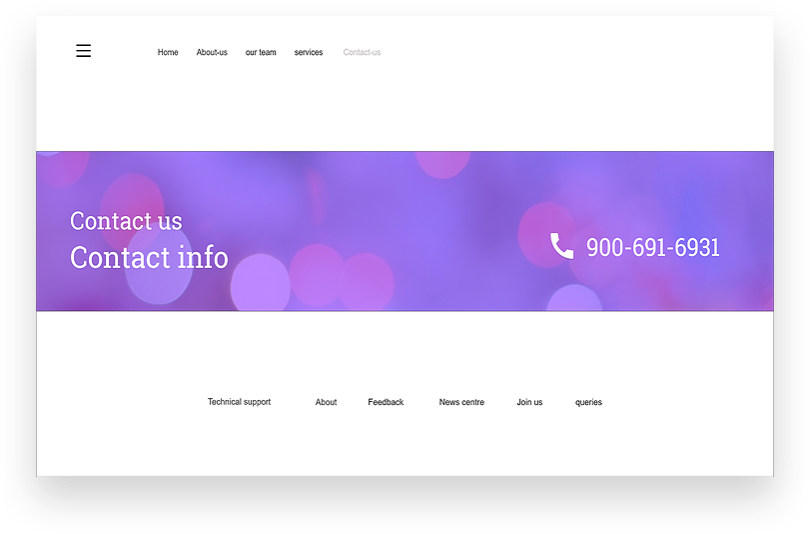 Home About-us our team services Contact-us
Contact us
Contact info
900-691-6931
Technical support About Feedback News centre Join us queries